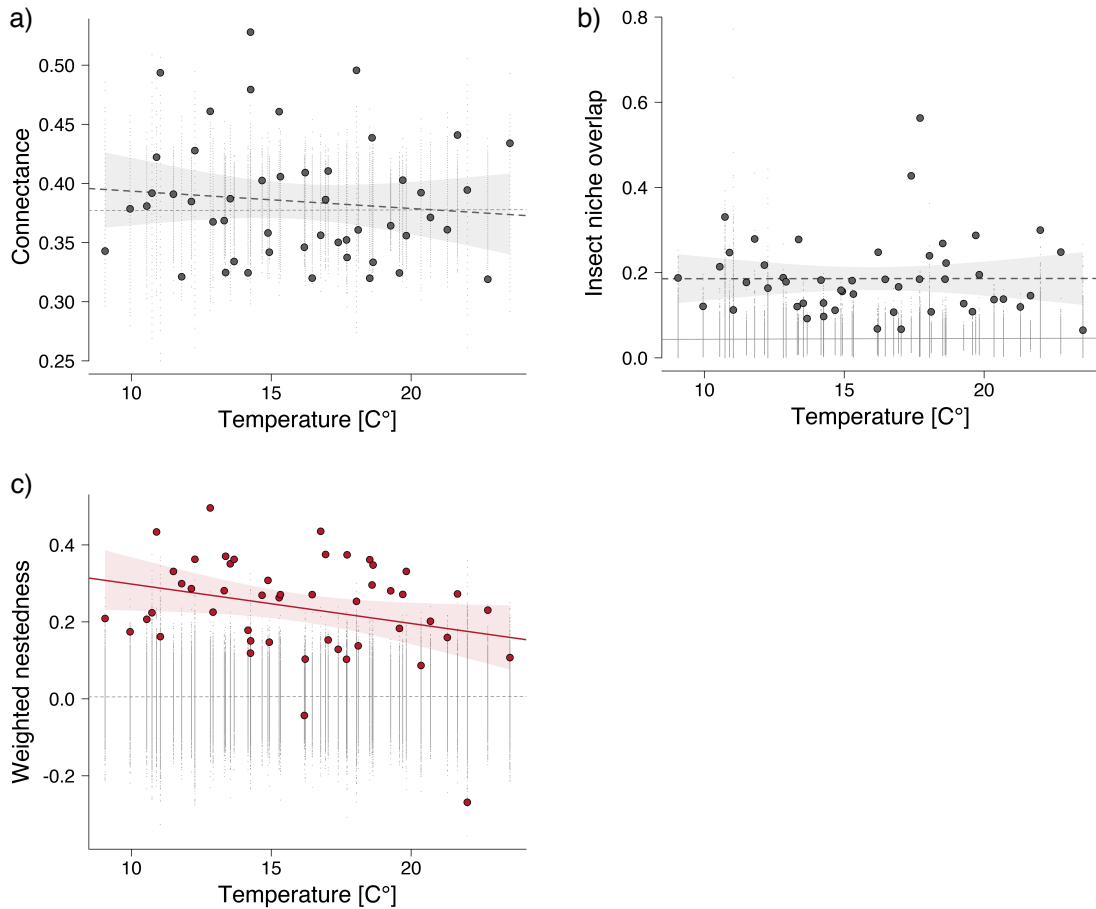 a)
Connectance
0.50
0.45
0.40
0.35
0.30
0.25
10
15
20
Temperature [C°]
b)
Insect niche overlap
0.8
0.6
0.4
0.2
0.0
10
15
20
Temperature [C°]
c)
Weighted nestedness
0.4
0.2
0.0
-0.2
10
15
20
Temperature [C°]